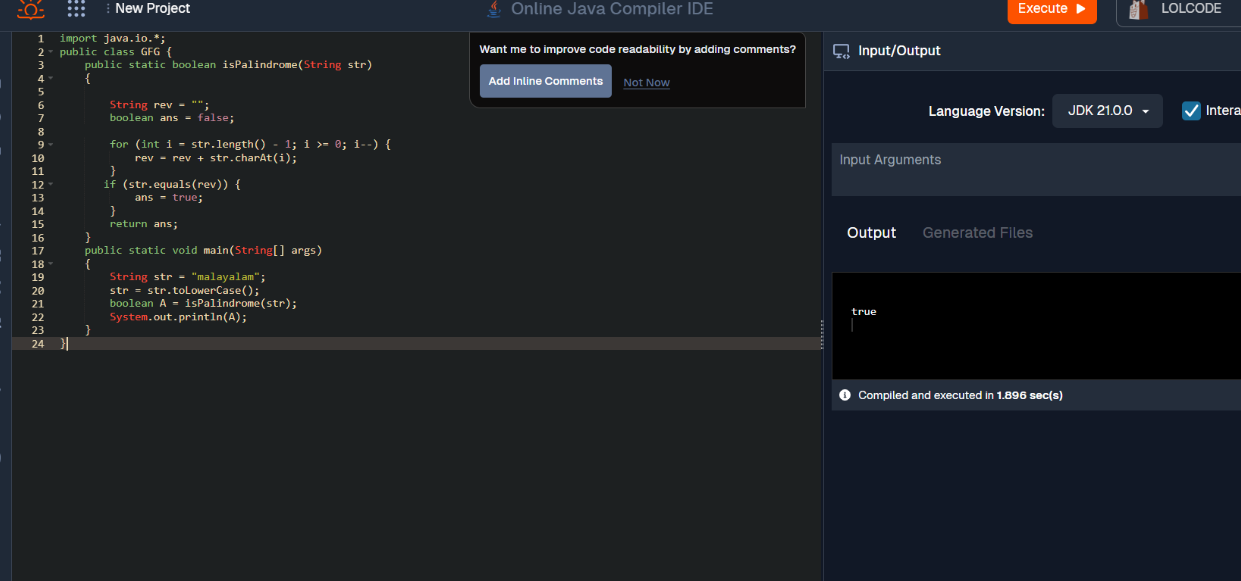 New Project
Online Java Compiler IDE
Execute
LOLCODE
1 import java.io.*;
2 public class GFG {
3 public static boolean isPalindrome(String str)
4 {
5
6 String rev = "";
7 boolean ans = false;
8
9 for (int i = str.length() - 1; i >= 0; i--) {
10 rev = rev + str.charAt(i);
11 }
12 if (str.equals(rev)) {
13 ans = true;
14 }
15 return ans;
16 }
17 public static void main(String[] args)
18 {
19 String str = "malayalam";
20 str = str.toLowerCase();
21 boolean A = isPalindrome(str);
22 System.out.println(A);
23 }
24 }
Want me to improve code readability by adding comments?
Add Inline Comments
Not Now
Input/Output
Language Version:
JDK 21.0.0
Intera
Input Arguments
Output
Generated Files
true
Compiled and executed in 1.896 sec(s)